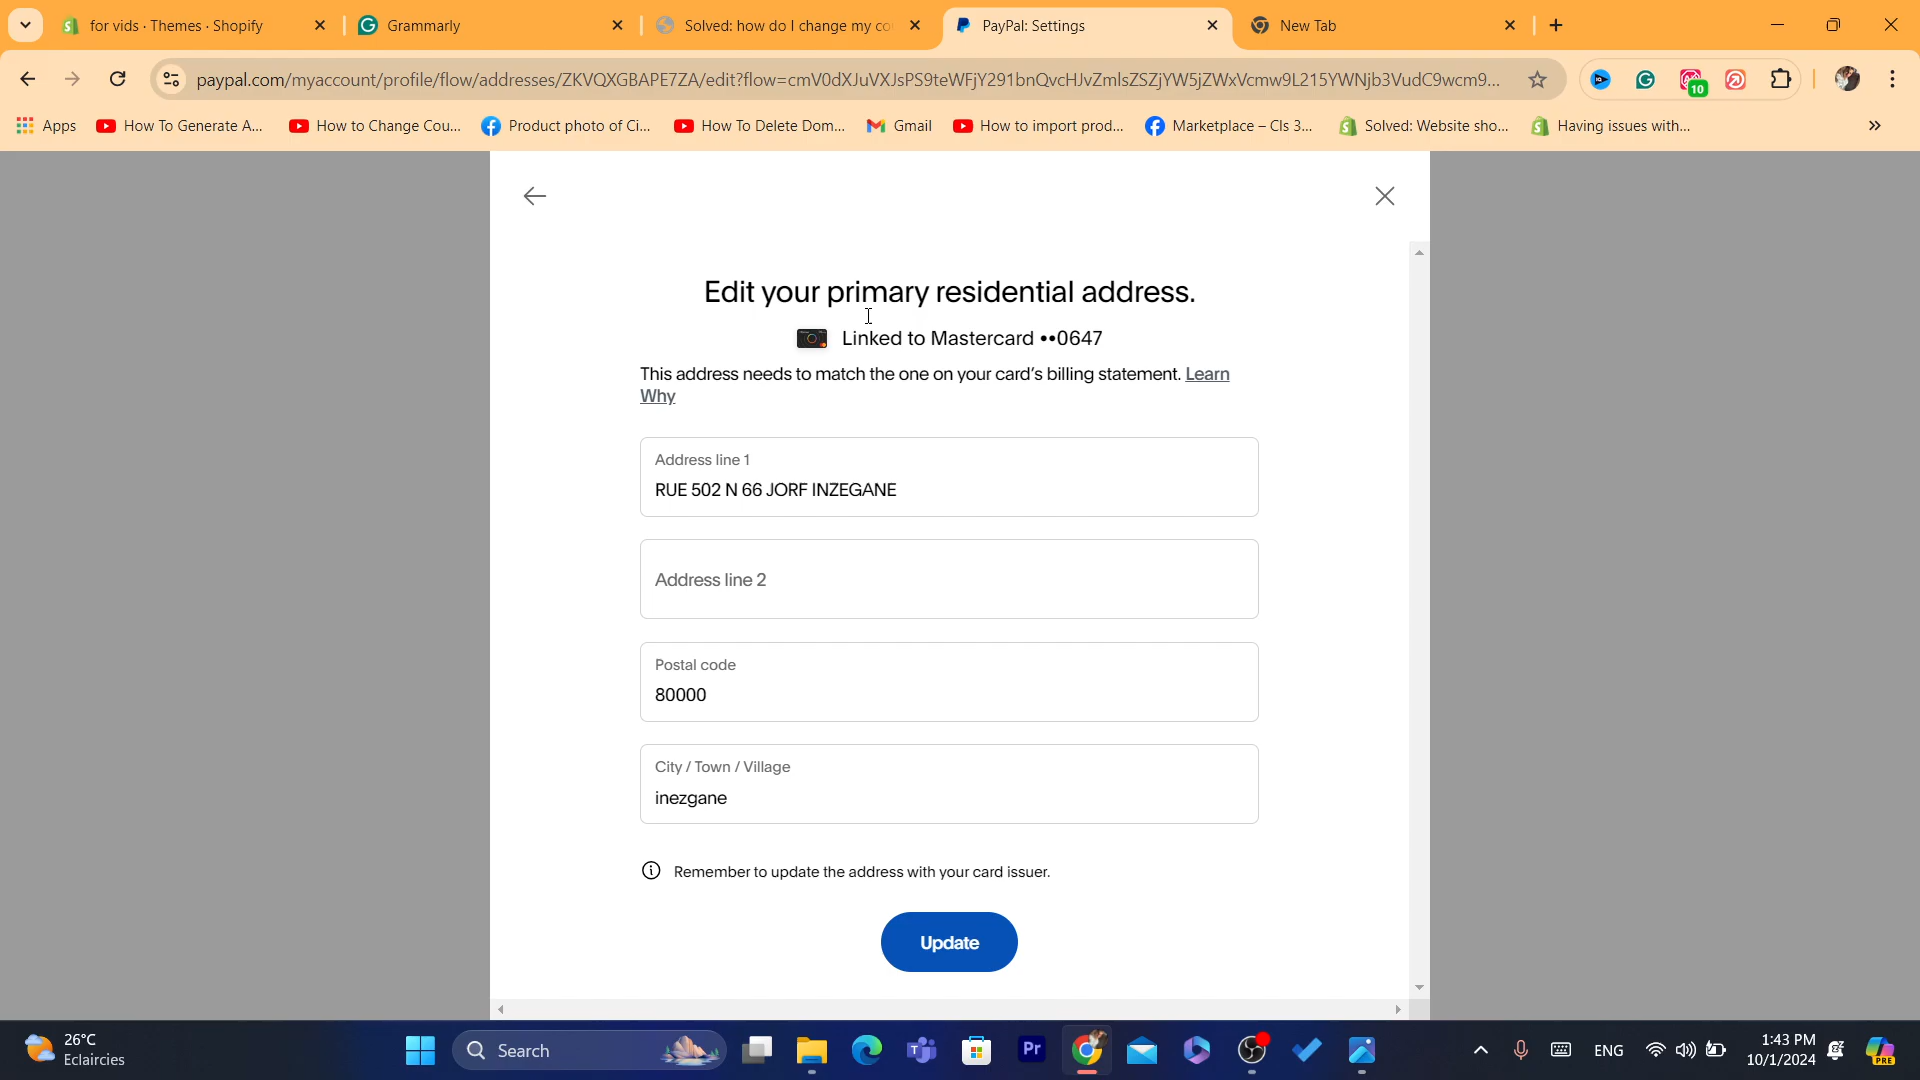 for vids · Themes · Shopify
Grammarly
Solved: how do I change my co
PayPal: Settings
New Tab
paypal.com/myaccount/profile/flow/addresses/ZKVQXGBAPE7ZA/edit?flow=cmV0dXJuVXJsPS9teWFjY291bnQvcHJvZmlsZSZjYW5jZWxVcmw9L215YWNjb3VudC9wcm9...
10
Apps
How To Generate A...
How to Change Cou...
Product photo of Ci...
How To Delete Dom...
Gmail
How to import prod...
Marketplace – Cls 3...
Solved: Website sho...
Having issues with...
Edit your primary residential address.
Linked to Mastercard ••0647
This address needs to match the one on your card's billing statement. Learn
Why
Address line 1
RUE 502 N 66 JORF INZEGANE
Address line 2
Postal code
80000
City / Town / Village
inezgane
Remember to update the address with your card issuer.
Update
26°C
Eclaircies
Search
Pr
ENG
1:43 PM
10/1/2024
PRE